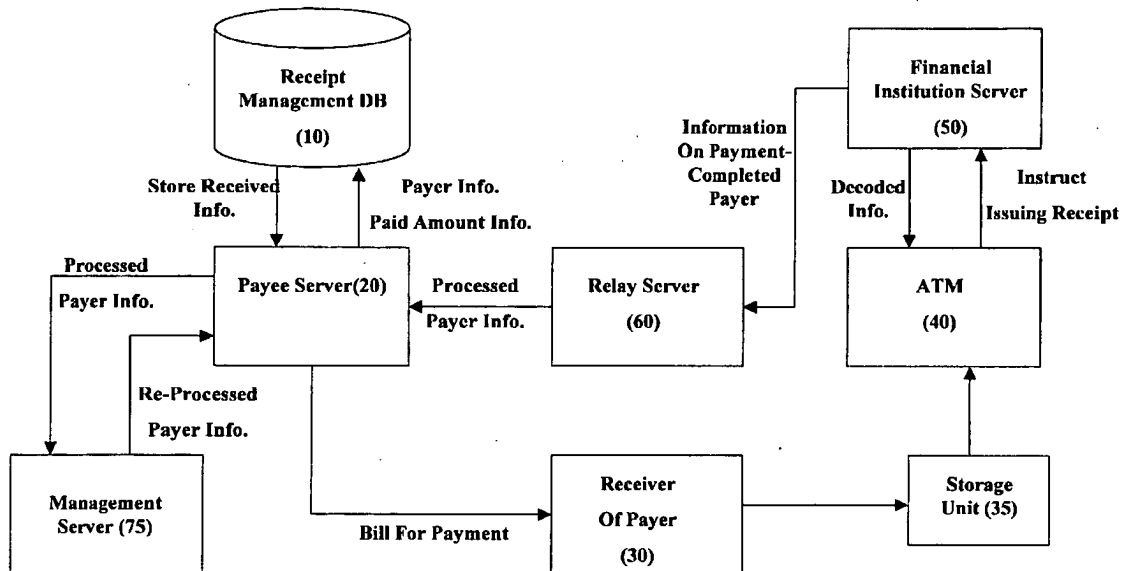 Receipt
Management DB
(10)
Financial
Institution Server
(50)
Information
On Payment-
Completed
Payer
Store Received
Info.
Payer Info.
Paid Amount Info.
Decoded
Info.
Instruct
Issuing Receipt
Processed
Payer Info.
Payee Server(20)
Processed
Payer Info.
Relay Server
(60)
ATM
(40)
Re-Processed
Payer Info.
Management
Server (75)
Bill For Payment
Receiver
Of Payer
(30)
Storage
Unit (35)